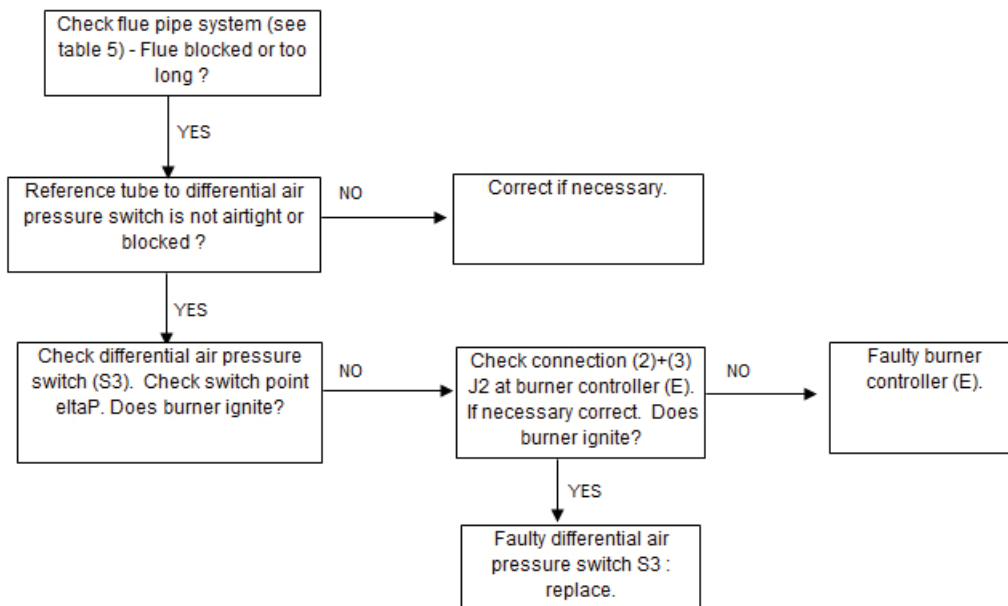 Check flue pipe system (see
table 5) - Flue blocked or too
long ?
YES
Reference tube to differential air
pressure switch is not airtight or
blocked ?
NO
Correct if necessary.
YES
Check differential air pressure
switch (S3). Check switch point
eltaP. Does burner ignite?
NO
Check connection (2)+(3)
J2 at burner controller (E).
If necessary correct. Does
burner ignite?
NO
Faulty burner
controller (E).
YES
Faulty differential air
pressure switch S3 :
replace.